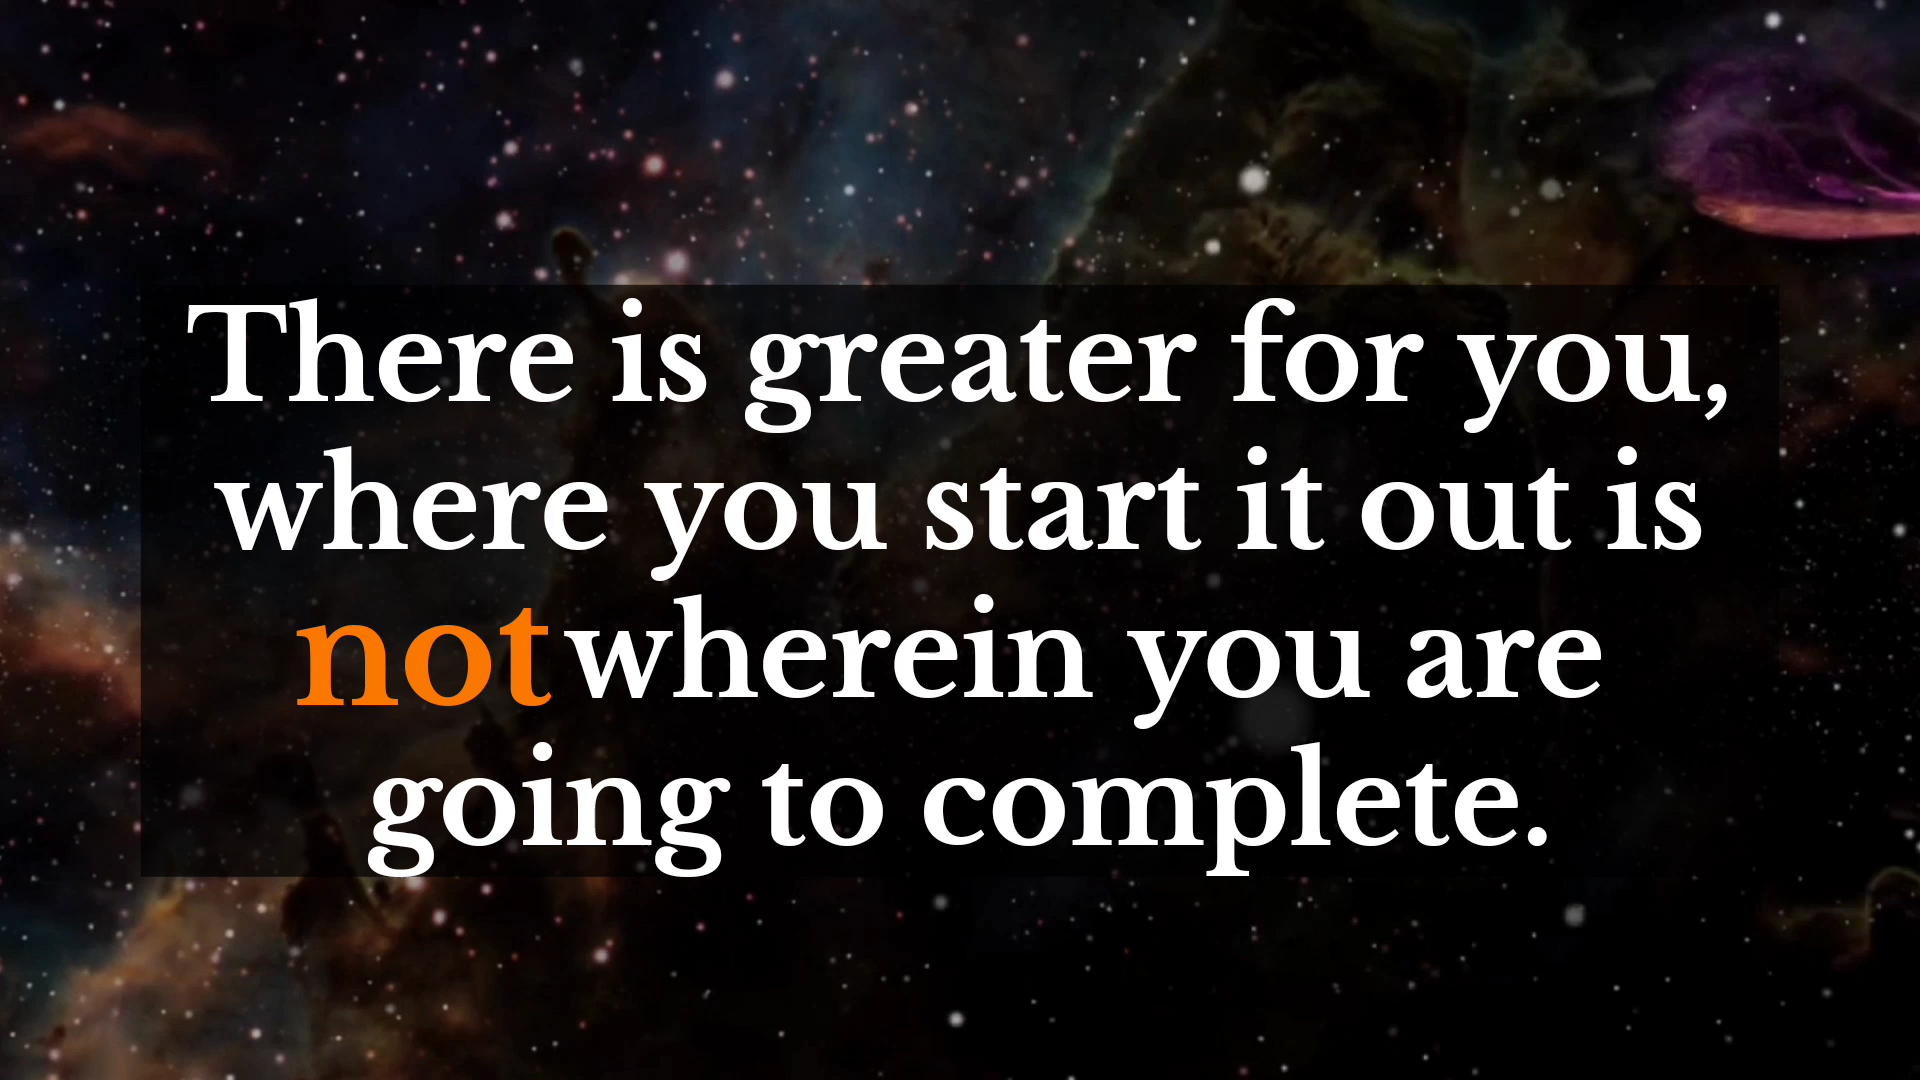 There is greater for you,
where you start it out is
not wherein you are
going to complete.